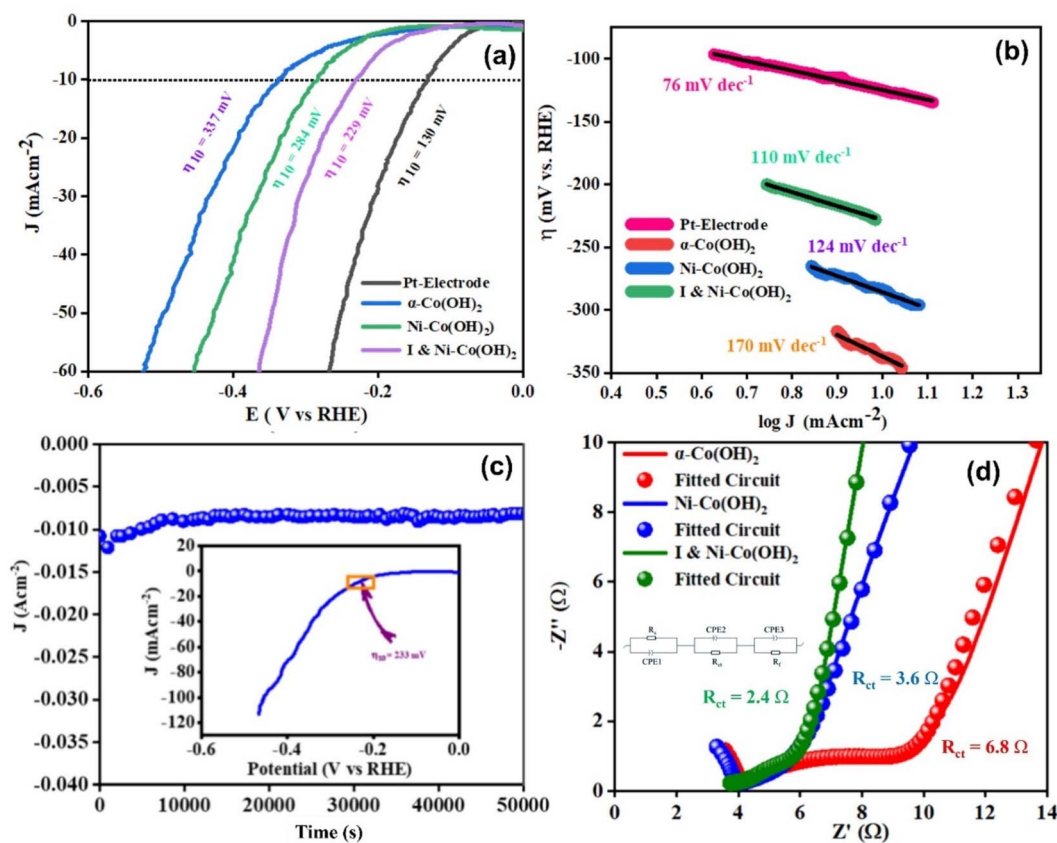 (a)
0
-10
-20
-30
-40
-50
-60
J (mAcm-2)
-0.6
-0.4
-0.2
0.0
E ( V vs RHE)
η10 = 337 mV
η10 = 284 mV
η10 = 229 mV
η10 = 130 mV
Pt-Electrode
α-Co(OH)2
Ni-Co(OH)2)
I & Ni-Co(OH)2
(b)
-100
-150
-200
-250
-300
-350
η (mV vs. RHE)
0.4 0.5 0.6 0.7 0.8 0.9 1.0 1.1 1.2 1.3
log J (mAcm-2)
76 mV dec-1
110 mV dec-1
124 mV dec-1
170 mV dec-1
Pt-Electrode
α-Co(OH)2
Ni-Co(OH)2
I & Ni-Co(OH)2
(c)
0.000
-0.005
-0.010
-0.015
-0.020
-0.025
-0.030
-0.035
-0.040
J (Acm-2)
0 10000 20000 30000 40000 50000
Time (s)
20
0
-20
-40
-60
-80
-100
-120
J (mAcm-2)
-0.6 -0.4 -0.2 0.0
Potential (V vs RHE)
η10 = 233 mV
(d)
10
8
6
4
2
0
-Z'' (Ω)
0 2 4 6 8 10 12 14
Z' (Ω)
α-Co(OH)2
Fitted Circuit
Ni-Co(OH)2
Fitted Circuit
I & Ni-Co(OH)2
Fitted Circuit
CPE1
CPE2
CPE3
Rct = 2.4 Ω
Rct = 3.6 Ω
Rct = 6.8 Ω